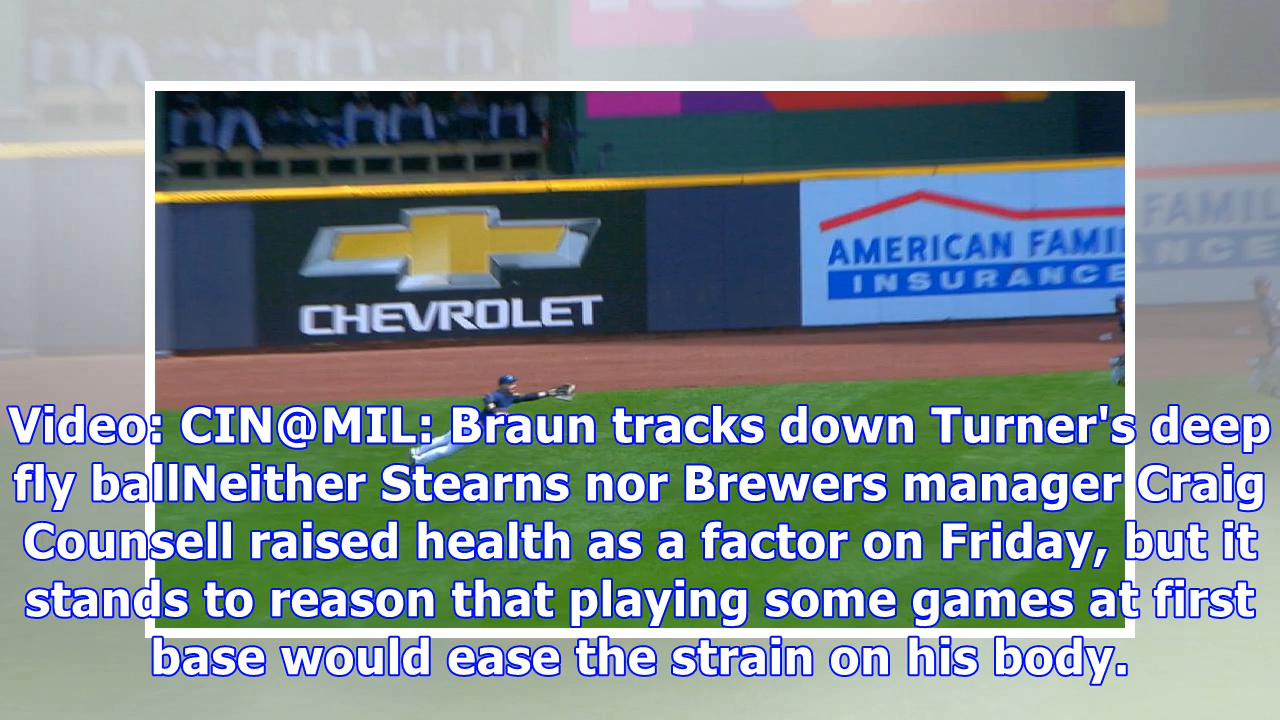 CHEVROLET
AMERICAN FAMI
INSURANCE
FAMIL
NCE
Video: CIN@MIL: Braun tracks down Turner's deep
fly ballNeither Stearns nor Brewers manager Craig
Counsell raised health as a factor on Friday, but it
stands to reason that playing some games at first
base would ease the strain on his body.